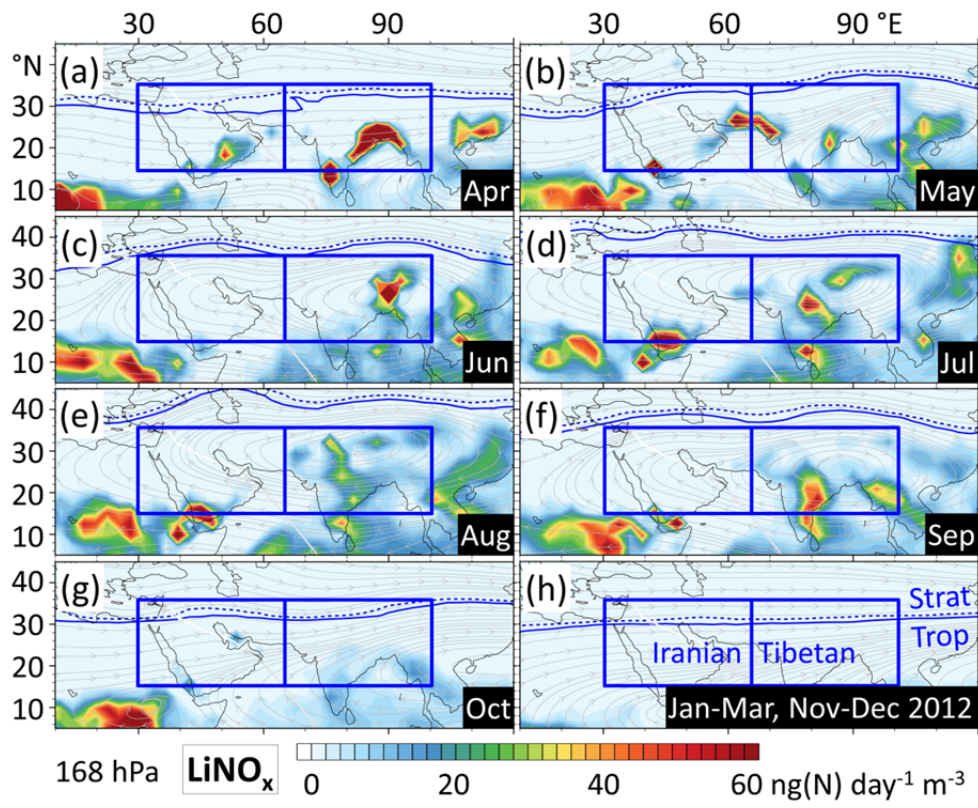 30 60 90 30 60 90 °E
°N
(a) (b)
30
20
10
Apr May
40
(c) (d)
30
20
10
Jun Jul
40
(e) (f)
30
20
10
Aug Sep
40
(g) (h)
30
20
10
Strat
Trop
Iranian Tibetan
Oct Jan-Mar, Nov-Dec 2012
168 hPa LiNOₓ
0 20 40 60 ng(N) day⁻¹ m⁻³